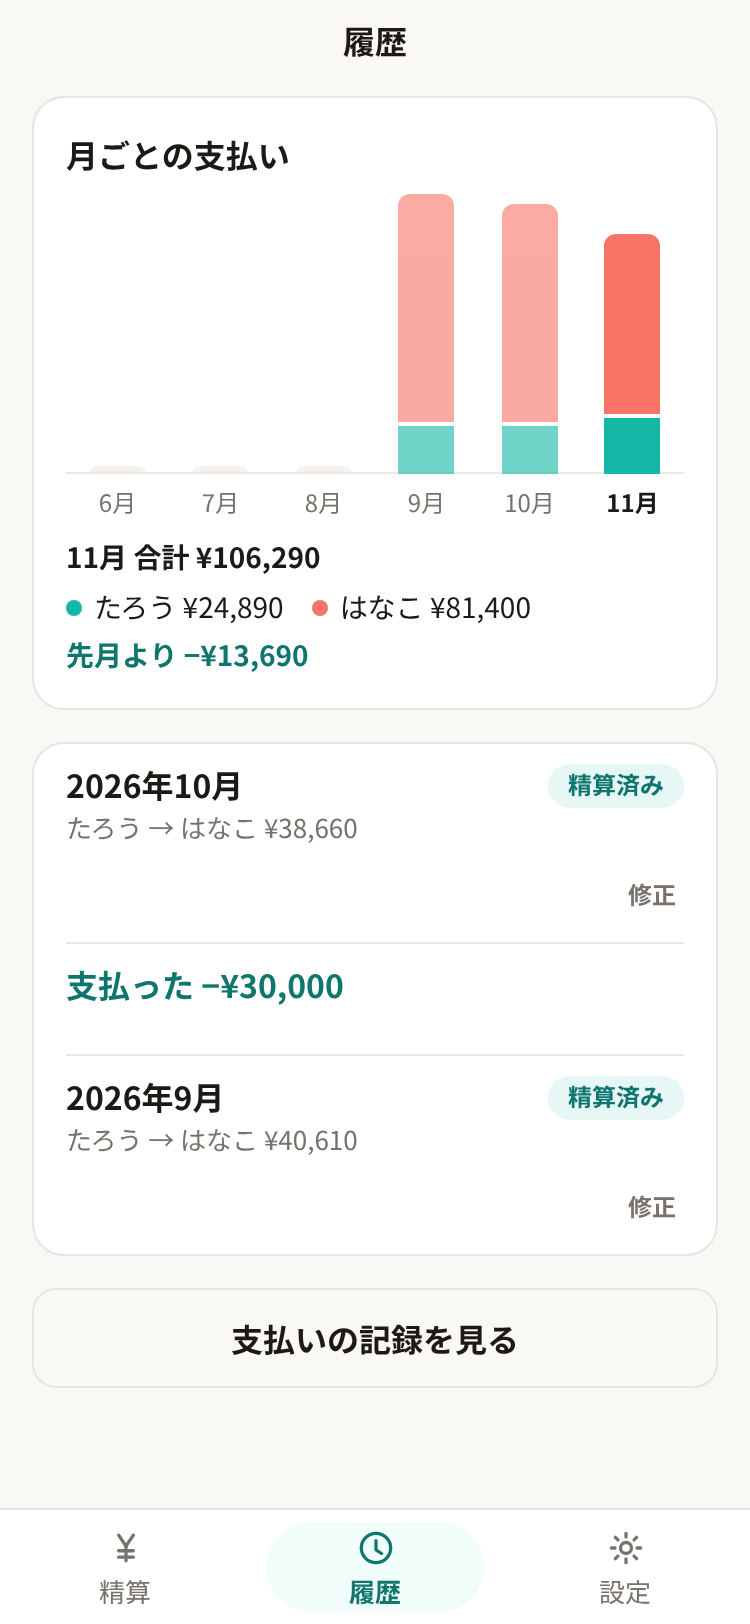 履歴
月ごとの支払い
6月 7月 8月 9月 10月 11月
11月 合計 ¥106,290
たろう ¥24,890 はなこ ¥81,400
先月より −¥13,690
2026年10月 精算済み
たろう → はなこ ¥38,660
修正
支払った −¥30,000
2026年9月 精算済み
たろう → はなこ ¥40,610
修正
支払いの記録を見る
精算 履歴 設定